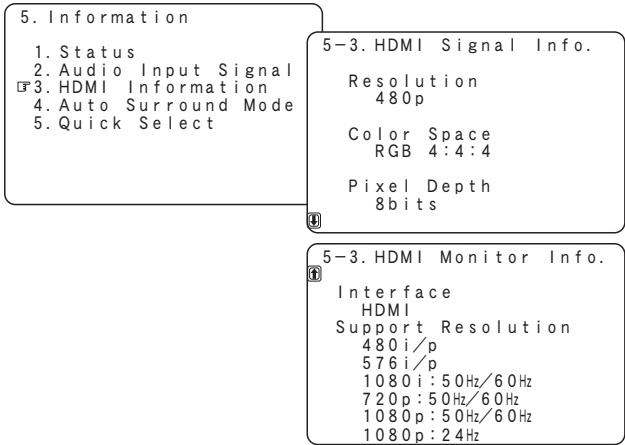 5. Information
1. Status
2. Audio Input Signal
☞3. HDMI Information
4. Auto Surround Mode
5. Quick Select
5-3. HDMI Signal Info.
Resolution
480p
Color Space
RGB 4:4:4
Pixel Depth
8bits
5-3. HDMI Monitor Info.
Interface
HDMI
Support Resolution
480i/p
576i/p
1080i:50Hz/60Hz
720p:50Hz/60Hz
1080p:50Hz/60Hz
1080p:24Hz